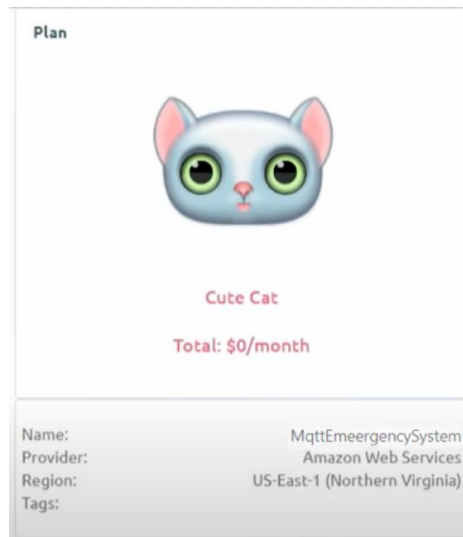 Plan
Cute Cat
Total: $0/month
Name: MqttEmeergencySystem
Provider: Amazon Web Services
Region: US-East-1 (Northern Virginia)
Tags: